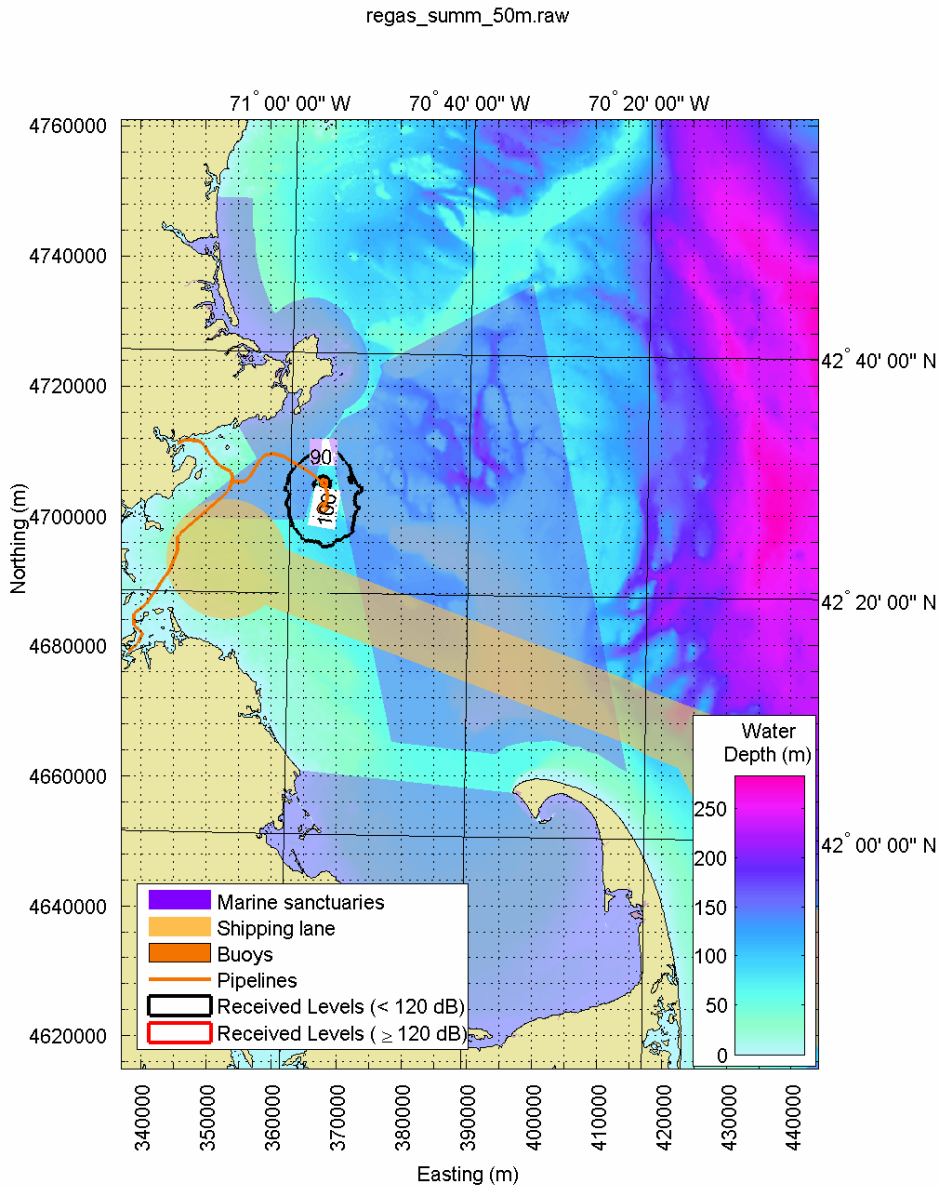 regas_summ_50m.raw
71° 00' 00" W 70° 40' 00" W 70° 20' 00" W
4760000
4740000
42° 40' 00" N
4720000
90
100
4700000
Northing (m)
42° 20' 00" N
4680000
Water
Depth (m)
4660000
250
200
150
100
50
0
42° 00' 00" N
4640000
4620000
Marine sanctuaries
Shipping lane
Buoys
Pipelines
Received Levels (< 120 dB)
Received Levels (≥ 120 dB)
340000 350000 360000 370000 380000 390000 400000 410000 420000 430000 440000
Easting (m)